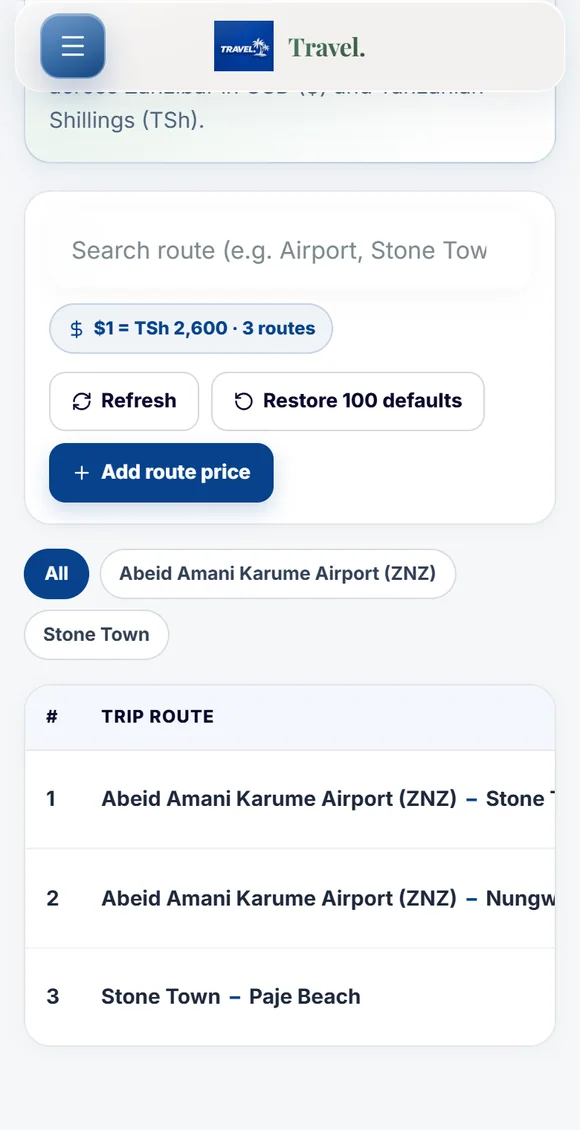 TRAVEL.
Travel.
Shillings (TSh).
Search route (e.g. Airport, Stone Tow
$1 = TSh 2,600 · 3 routes
Refresh
Restore 100 defaults
+ Add route price
All
Abeid Amani Karume Airport (ZNZ)
Stone Town
# TRIP ROUTE
1 Abeid Amani Karume Airport (ZNZ) – Stone
2 Abeid Amani Karume Airport (ZNZ) – Nungw
3 Stone Town – Paje Beach